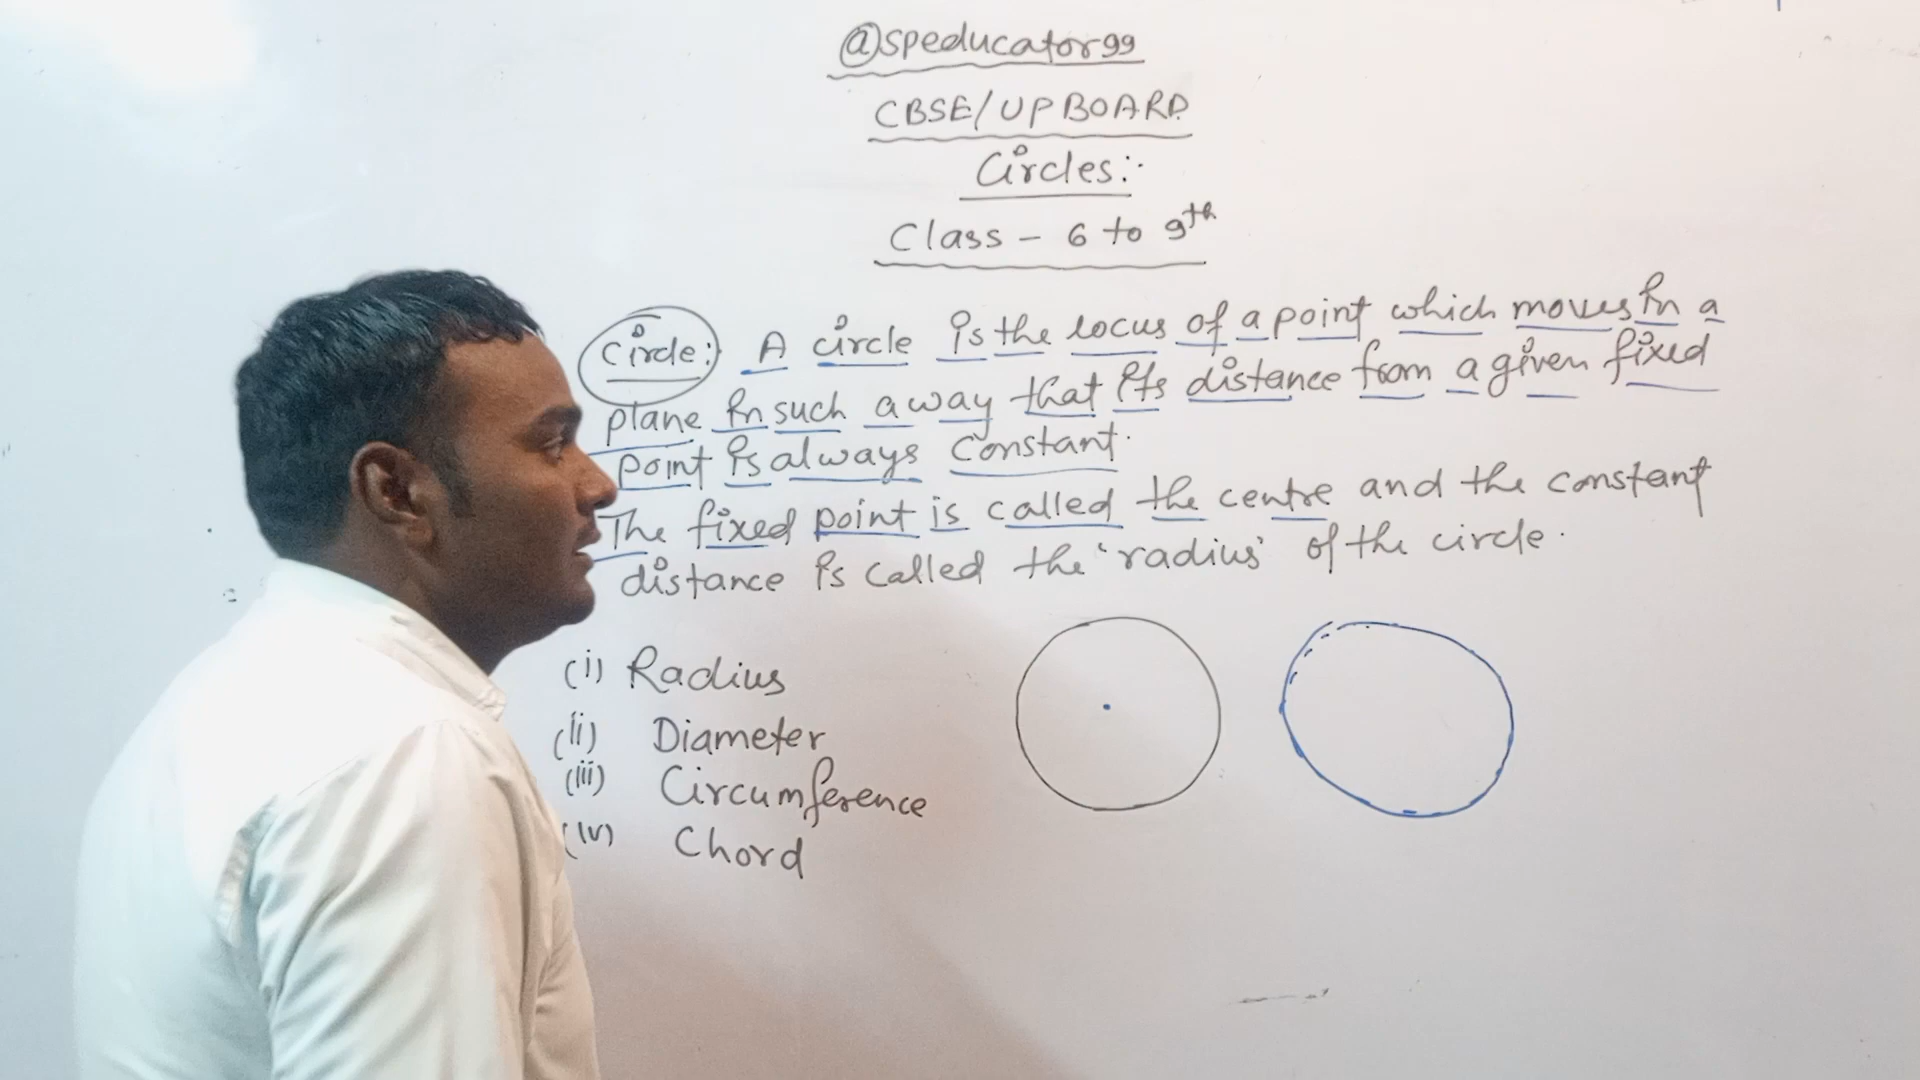 @speducator99
CBSE/UP BOARD
Circles:
Class - 6 to 9th
Circle: A circle is the locus of a point which moves in a
plane in such a way that its distance from a given fixed
point is always constant.
The fixed point is called the centre and the constant
distance is called the 'radius' of the circle.
(i) Radius
(ii) Diameter
(iii) Circumference
(iv) Chord